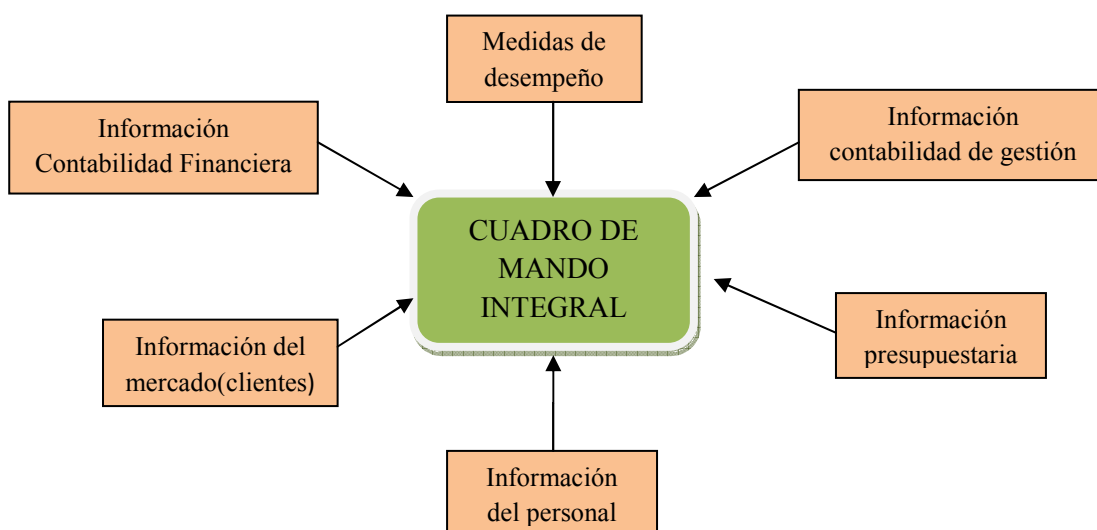 Medidas de
desempeño
Información
Contabilidad Financiera
Información
contabilidad de gestión
CUADRO DE
MANDO
INTEGRAL
Información del
mercado(clientes)
Información
presupuestaria
Información
del personal